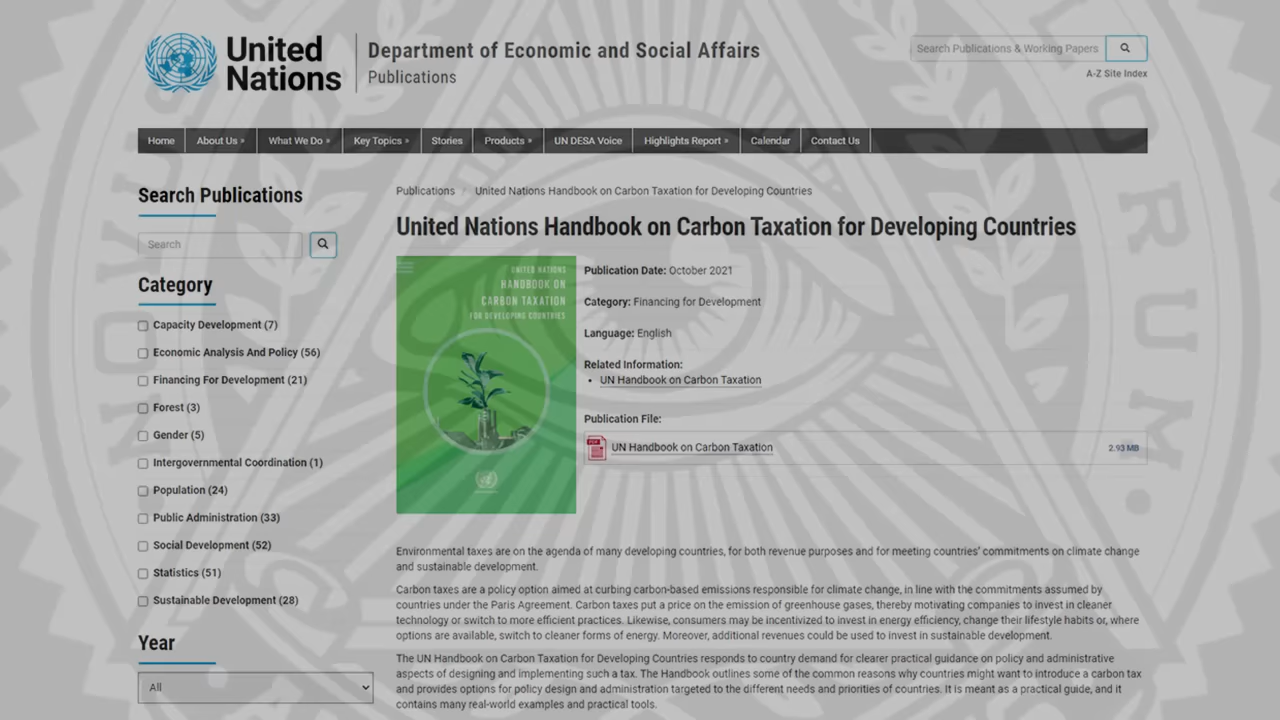 United
Nations
Department of Economic and Social Affairs
Publications
Search Publications & Working Papers
A-Z Site Index
Home
About Us »
What We Do »
Key Topics »
Stories
Products »
UN DESA Voice
Highlights Report »
Calendar
Contact Us
Search Publications
Search
Category
Capacity Development (7)
Economic Analysis And Policy (56)
Financing For Development (21)
Forest (3)
Gender (5)
Intergovernmental Coordination (1)
Population (24)
Public Administration (33)
Social Development (52)
Statistics (51)
Sustainable Development (28)
Year
All
Publications / United Nations Handbook on Carbon Taxation for Developing Countries
United Nations Handbook on Carbon Taxation for Developing Countries
UNITED NATIONS
HANDBOOK ON
CARBON TAXATION
FOR DEVELOPING COUNTRIES
Publication Date: October 2021
Category: Financing for Development
Language: English
Related Information:
• UN Handbook on Carbon Taxation
Publication File:
PDF
UN Handbook on Carbon Taxation
2.93 MB
Environmental taxes are on the agenda of many developing countries, for both revenue purposes and for meeting countries' commitments on climate change
and sustainable development.
Carbon taxes are a policy option aimed at curbing carbon-based emissions responsible for climate change, in line with the commitments assumed by
countries under the Paris Agreement. Carbon taxes put a price on the emission of greenhouse gases, thereby motivating companies to invest in cleaner
technology or switch to more efficient practices. Likewise, consumers may be incentivized to invest in energy efficiency, change their lifestyle habits or, where
options are available, switch to cleaner forms of energy. Moreover, additional revenues could be used to invest in sustainable development.
The UN Handbook on Carbon Taxation for Developing Countries responds to country demand for clearer practical guidance on policy and administrative
aspects of designing and implementing such a tax. The Handbook outlines some of the common reasons why countries might want to introduce a carbon tax
and provides options for policy design and administration targeted to the different needs and priorities of countries. It is meant as a practical guide, and it
contains many real-world examples and practical tools.